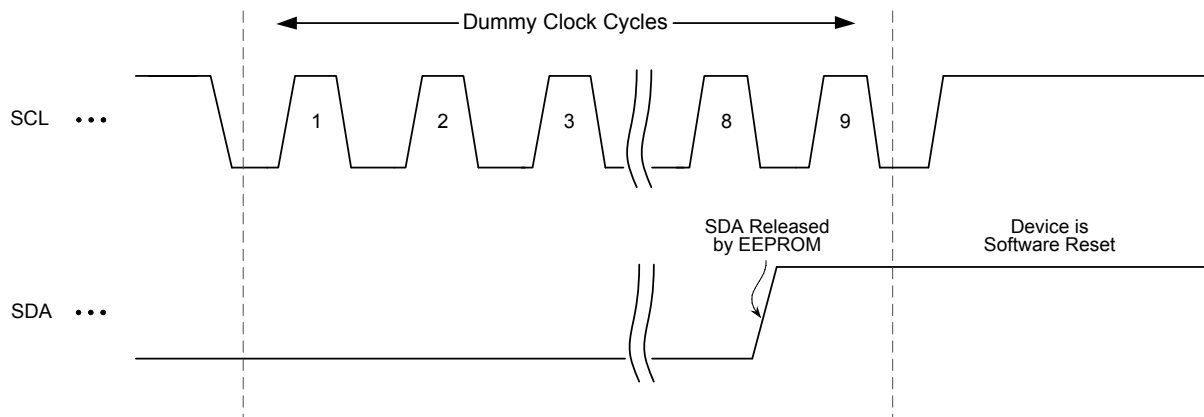 Dummy Clock Cycles
SCL •••
1 2 3 8 9
SDA Released
by EEPROM
Device is
Software Reset
SDA •••